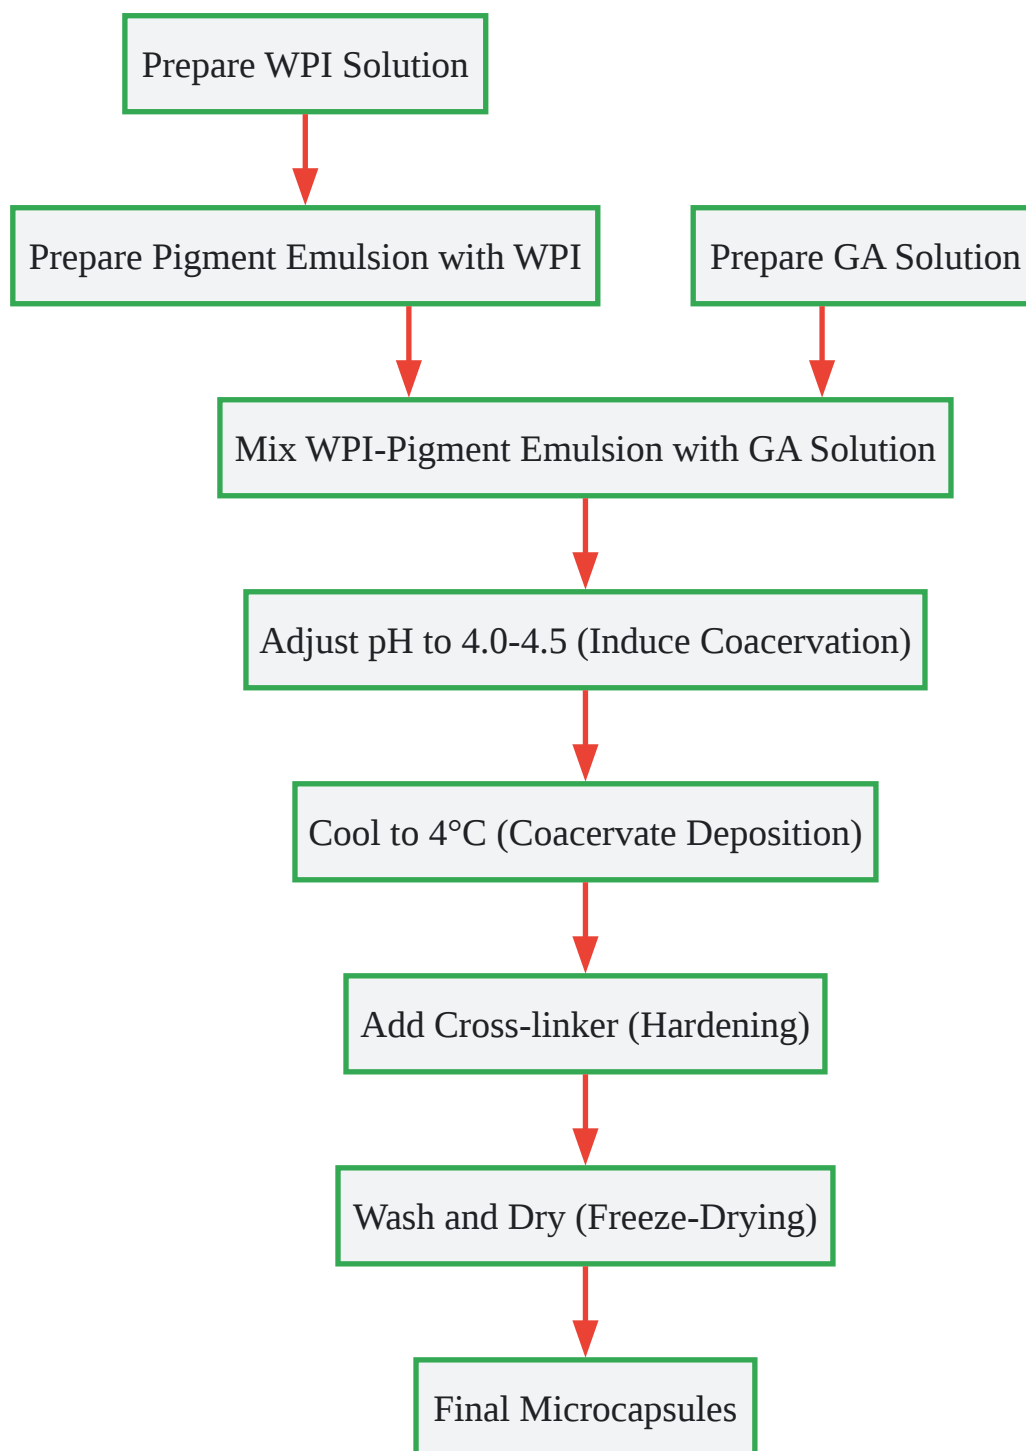 Prepare WPI Solution
Prepare Pigment Emulsion with WPI
Prepare GA Solution
Mix WPI-Pigment Emulsion with GA Solution
Adjust pH to 4.0-4.5 (Induce Coacervation)
Cool to 4°C (Coacervate Deposition)
Add Cross-linker (Hardening)
Wash and Dry (Freeze-Drying)
Final Microcapsules